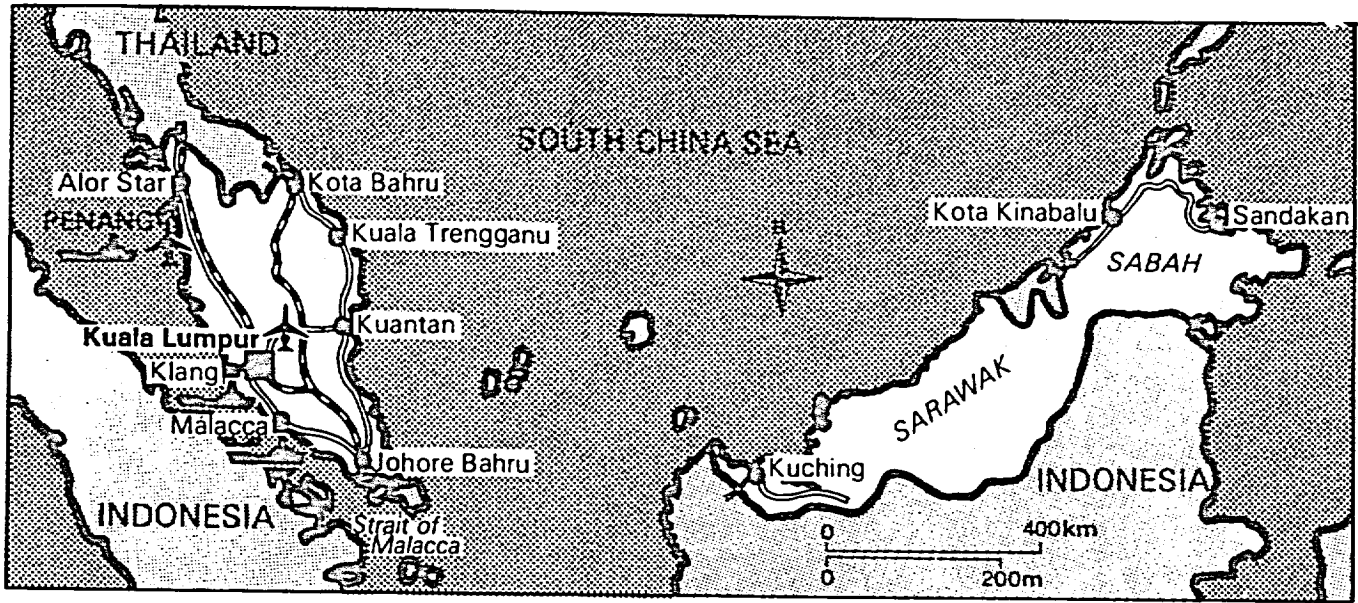 THAILAND
SOUTH CHINA SEA
Alor Star
Kota Bahru
PENANG
Kuala Trengganu
Kota Kinabalu
Sandakan
N
SABAH
Kuala Lumpur
Kuantan
Klang
SARAWAK
Malacca
Johore Bahru
Kuching
INDONESIA
INDONESIA
Strait of
Malacca
0 400km
0 200m